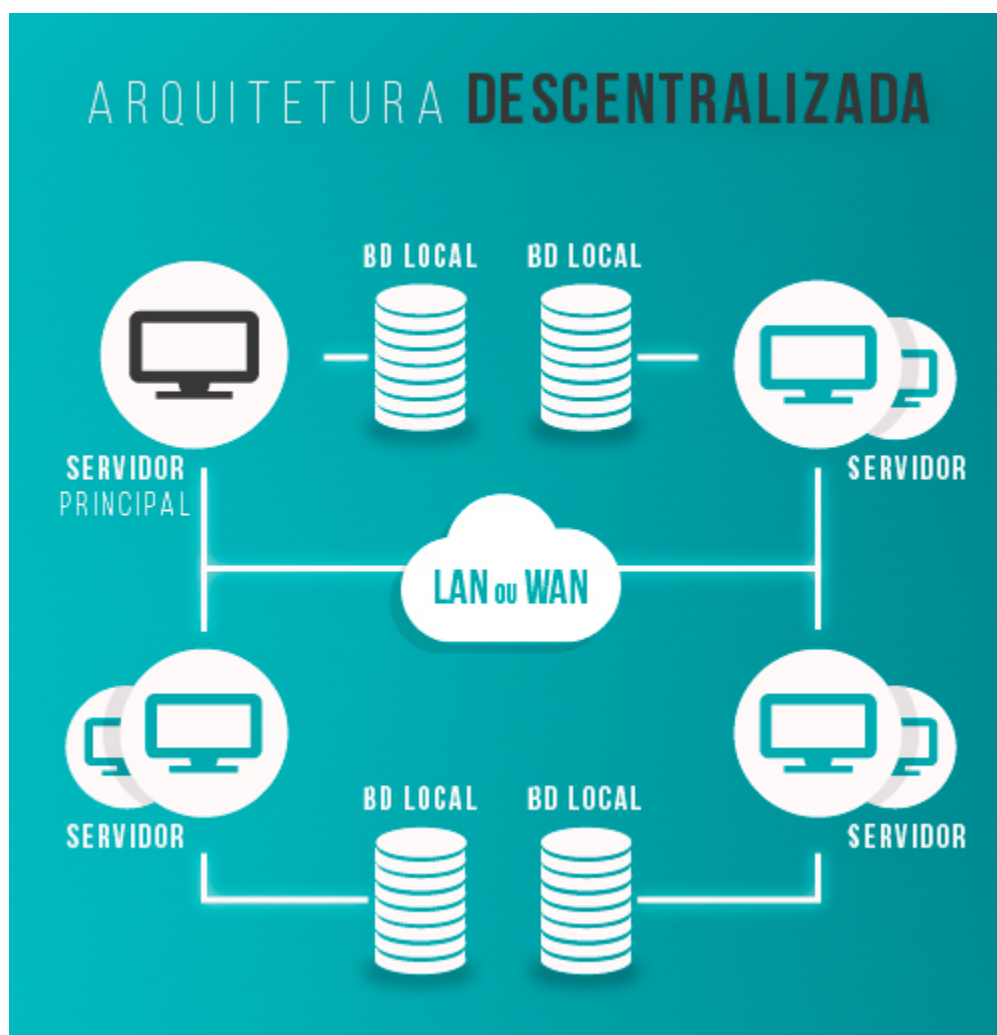 ARQUITETURA DESCENTRALIZADA
BD LOCAL
BD LOCAL
SERVIDOR
PRINCIPAL
SERVIDOR
LAN OU WAN
BD LOCAL
BD LOCAL
SERVIDOR
SERVIDOR